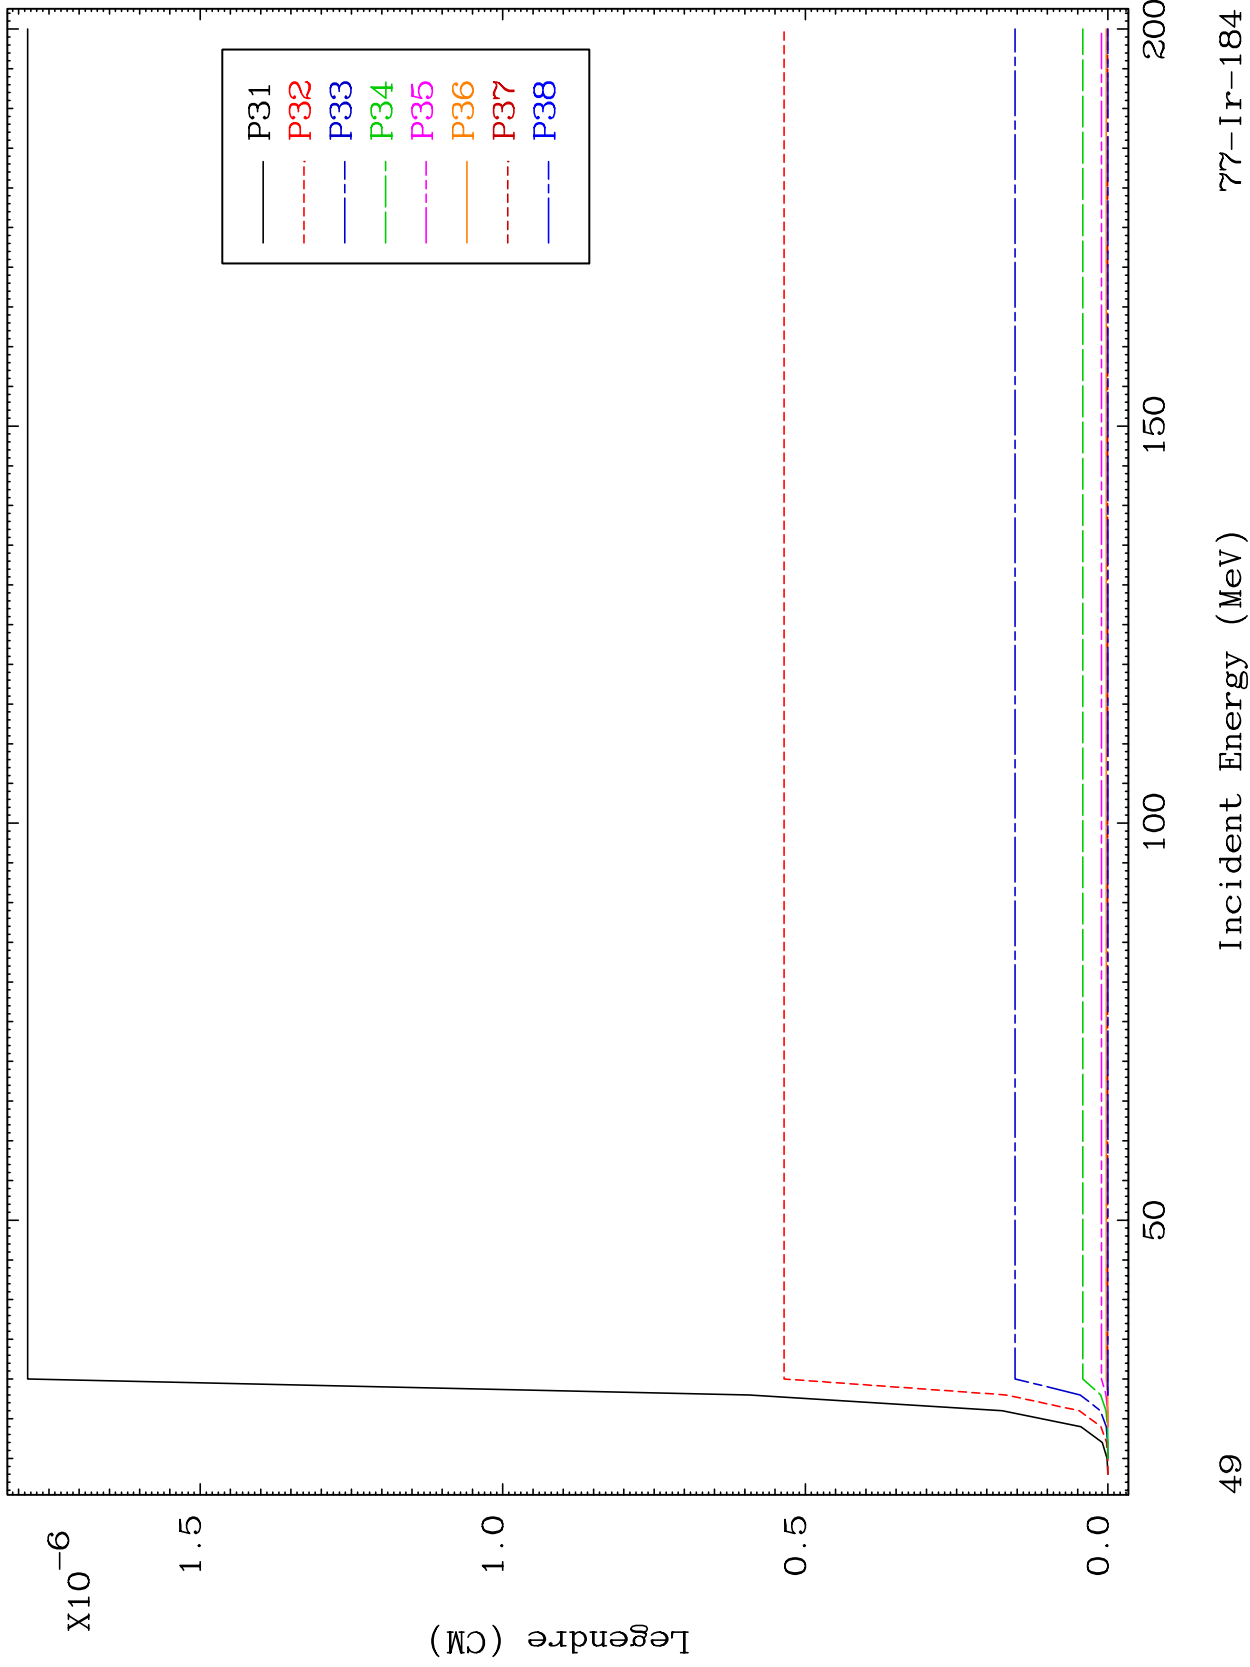 X10-6
Legendre (CM)
1.5
1.0
0.5
0.0
P31
P32
P33
P34
P35
P36
P37
P38
50
100
150
200
Incident Energy (MeV)
49
77-Ir-184